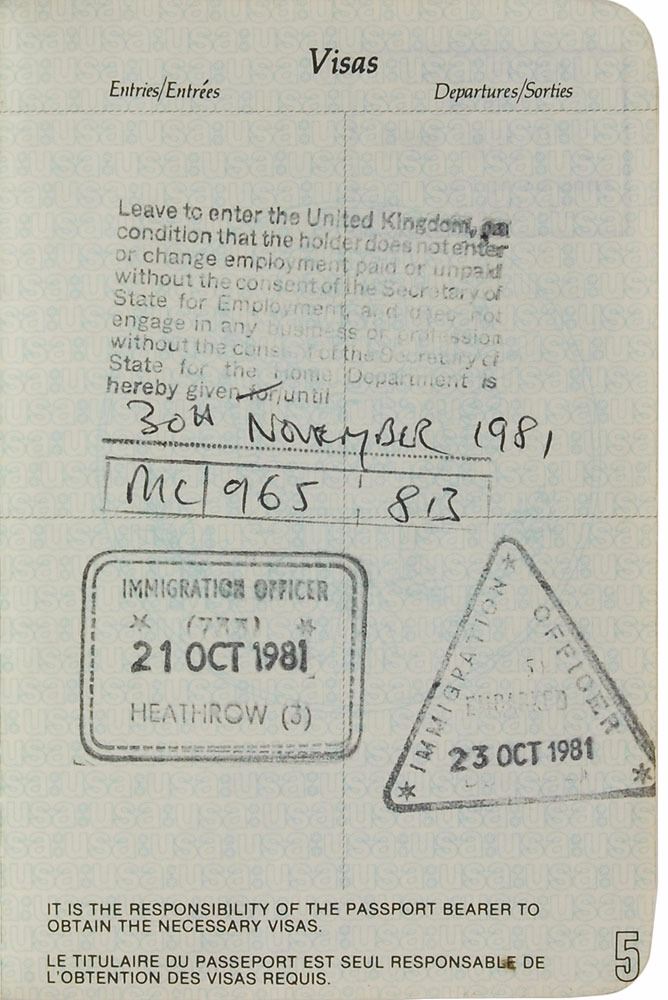 Visas
Entries/Entrées Departures/Sorties
Leave to enter the United Kingdom, on
condition that the holder does not enter
or change employment paid or unpaid
without the consent of the Secretary of
State for Employment, and does not
engage in any business or profession
without the consent of the Secretary of
State for the Home Department is
hereby given for/until
30th NOVEMBER 1981
MC 965 813
IMMIGRATION OFFICER
21 OCT 1981
HEATHROW (3)
IMMIGRATION OFFICER
EMBARKED
23 OCT 1981
IT IS THE RESPONSIBILITY OF THE PASSPORT BEARER TO
OBTAIN THE NECESSARY VISAS.
LE TITULAIRE DU PASSEPORT EST SEUL RESPONSABLE DE
L'OBTENTION DES VISAS REQUIS.
5